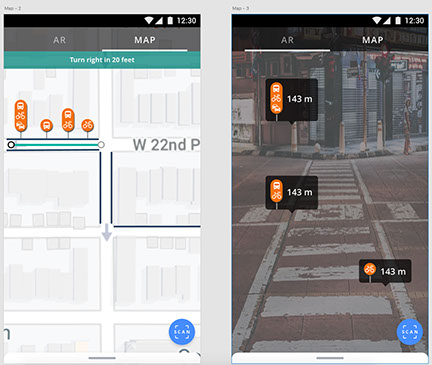 Map – 2
12:30
AR
MAP
Turn right in 20 feet
W 22nd P
SCAN
Map – 3
12:30
AR
MAP
143 m
143 m
143 m
SCAN